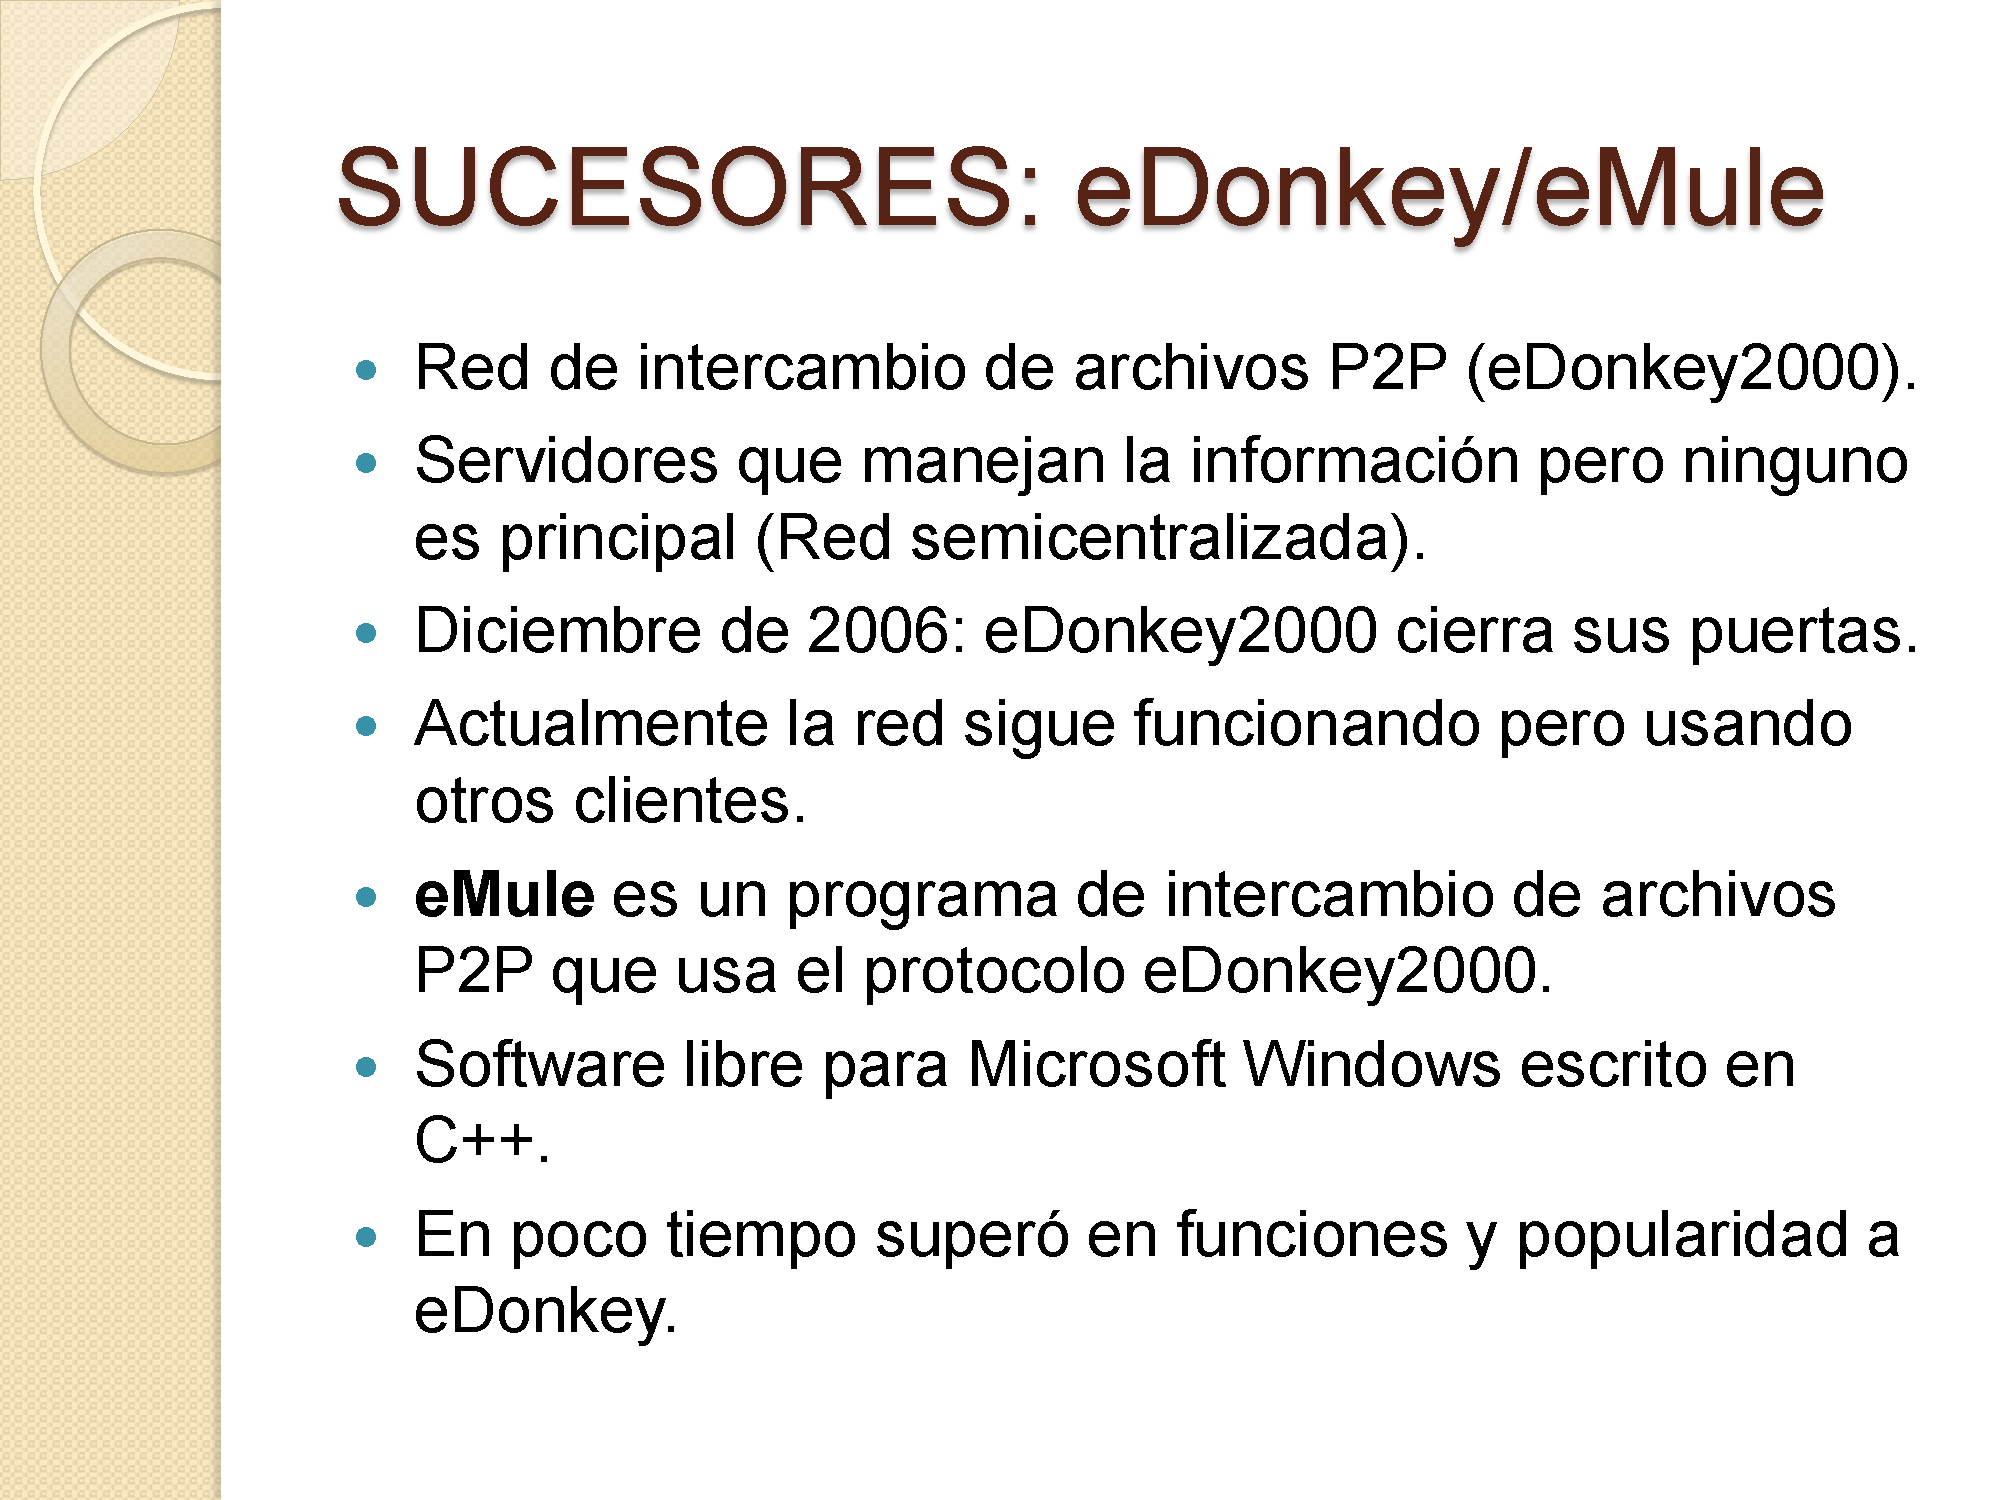 SUCESORES: eDonkey/eMule
• Red de intercambio de archivos P2P (eDonkey2000).
• Servidores que manejan la información pero ninguno
es principal (Red semicentralizada).
• Diciembre de 2006: eDonkey2000 cierra sus puertas.
• Actualmente la red sigue funcionando pero usando
otros clientes.
• eMule es un programa de intercambio de archivos
P2P que usa el protocolo eDonkey2000.
• Software libre para Microsoft Windows escrito en
C++.
• En poco tiempo superó en funciones y popularidad a
eDonkey.